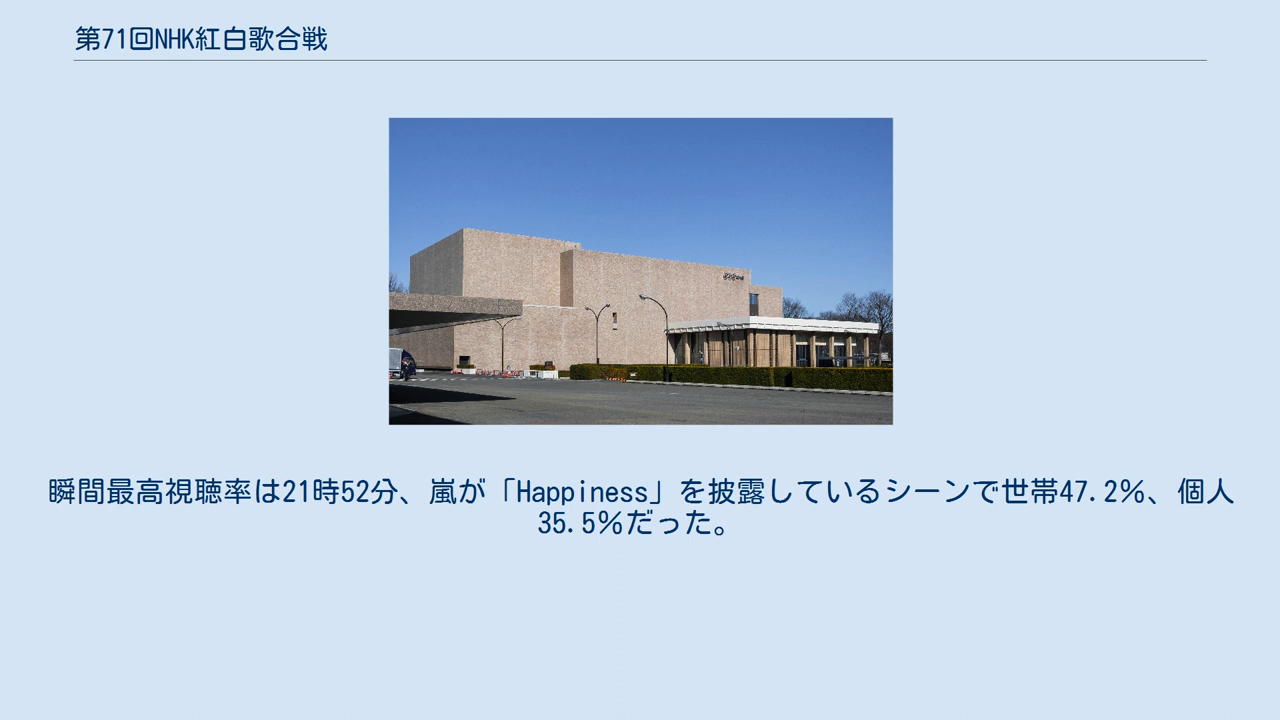 第71回NHK紅白歌合戦
瞬間最高視聴率は21時52分、嵐が「Happiness」を披露しているシーンで世帯47.2％、個人
35.5％だった。